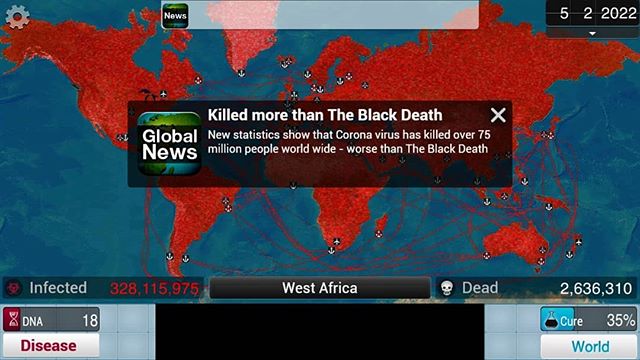 News
5 2 2022
Killed more than The Black Death
Global
News
New statistics show that Corona virus has killed over 75
million people world wide - worse than The Black Death
Infected 328,115,975 West Africa Dead 2,636,310
DNA 18 Cure 35%
Disease World